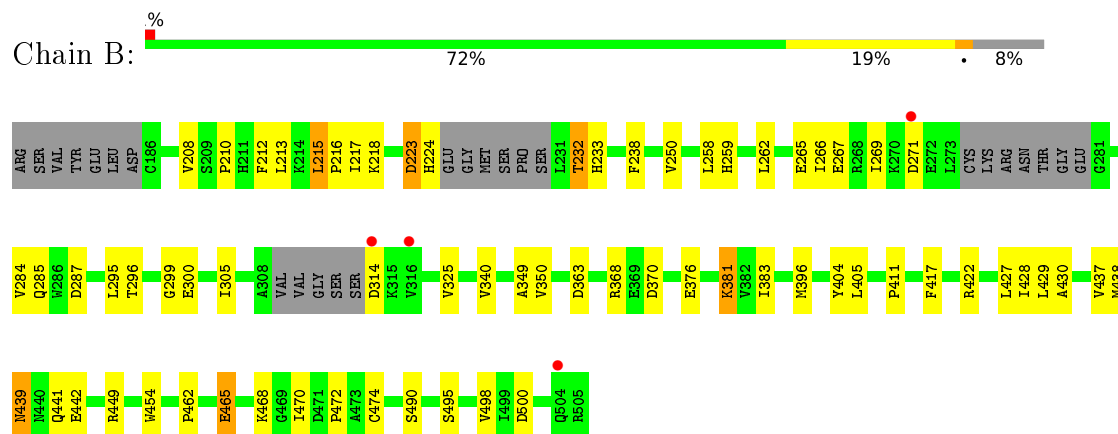 .%
Chain B:
72% 19% • 8%
ARG SER VAL TYR GLU LEU ASP C186 V208 S209 P210 H211 F212 L213 K214 L215 P216 I217 K218 D223 H224 GLU GLY MET SER PRO SER L231 T232 H233 F238 V250 L258 H259 L262 E265 I266 E267 R268 I269 K270 D271 E272 L273 CYS LYS ARG ASN THR GLY GLU G281
V284 Q285 W286 D287 L295 T296 G299 E300 I305 A308 VAL VAL GLY SER SER D314 K315 V316 V325 V340 A349 V350 D363 R368 E369 D370 E376 K381 V382 I383 M396 Y404 L405 P411 F417 R422 L427 I428 L429 A430 V437 M438
N439 N440 Q441 E442 R449 W454 P462 E465 K468 G469 I470 D471 P472 A473 C474 S490 S495 V498 I499 D500 Q504 R505